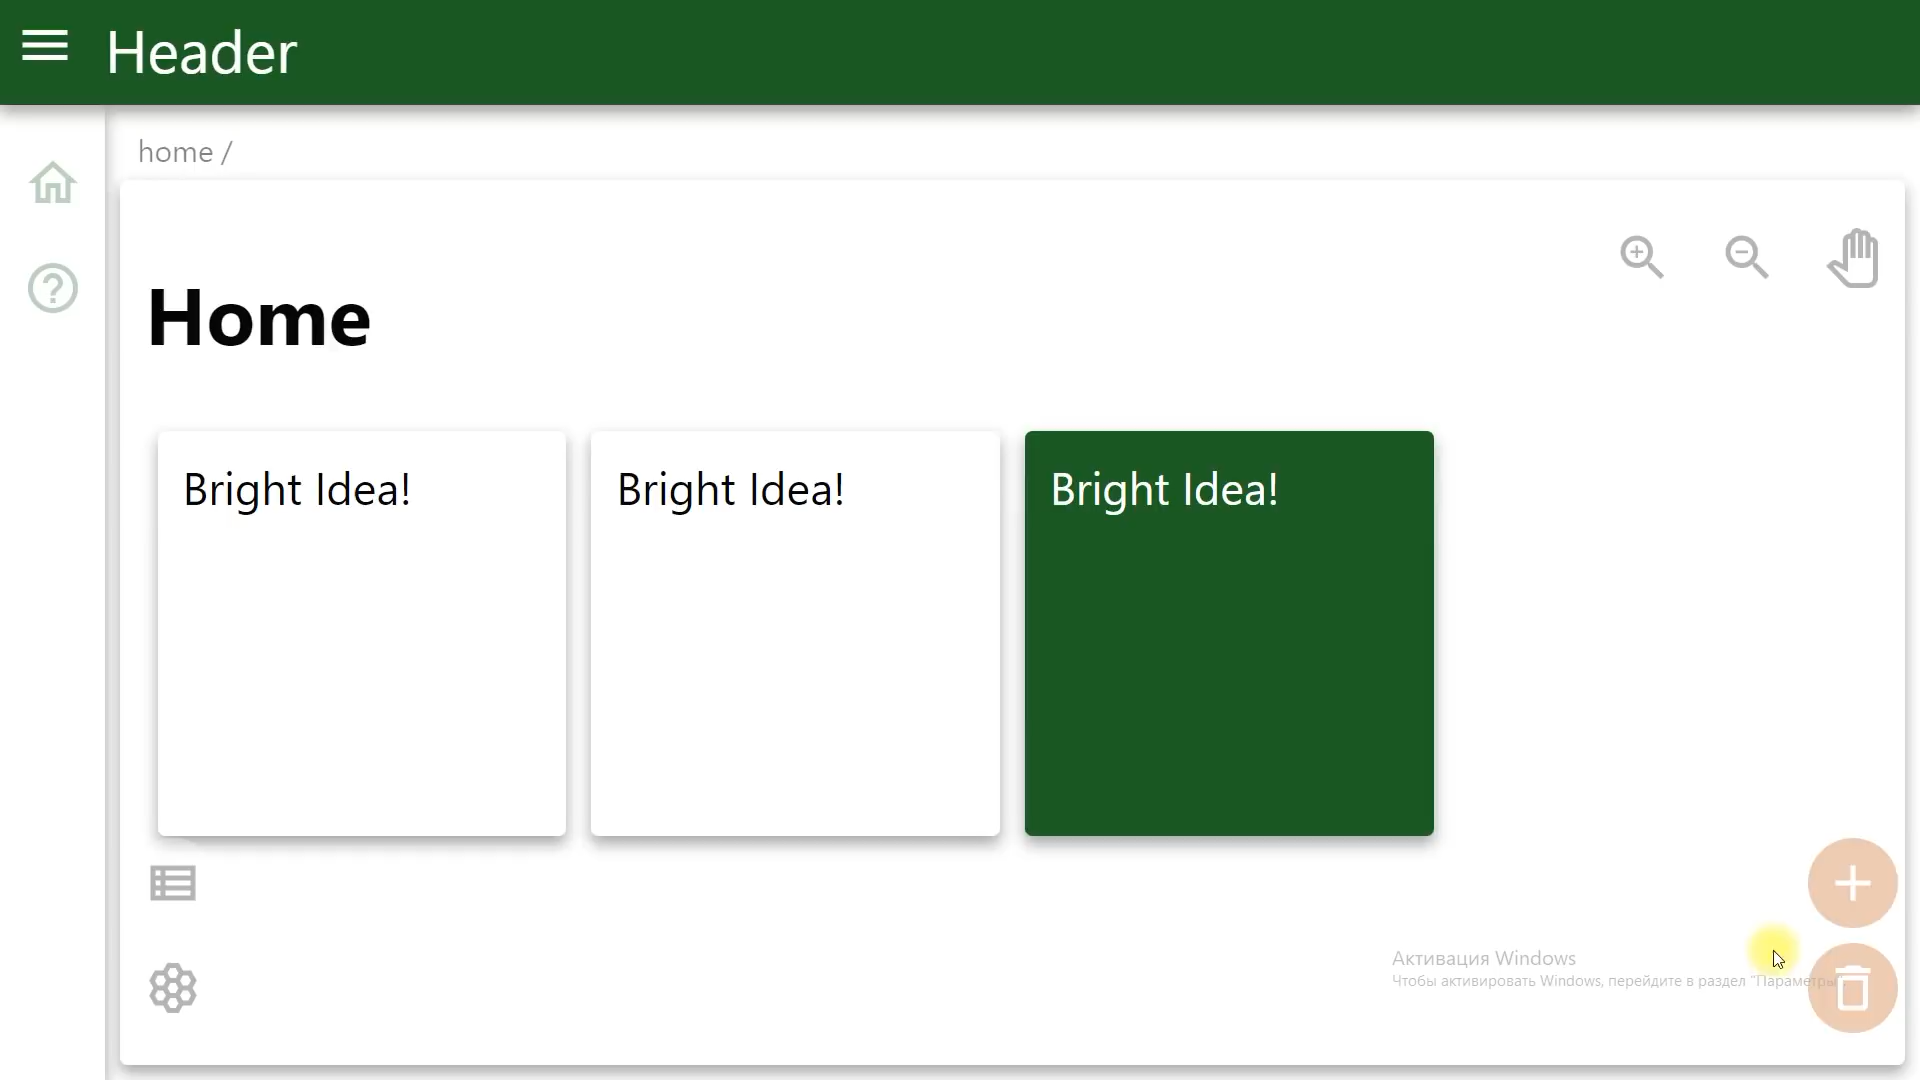 Header
home /
Home
Bright Idea!
Bright Idea!
Bright Idea!
Активация Windows
Чтобы активировать Windows, перейдите в раздел "Параметры